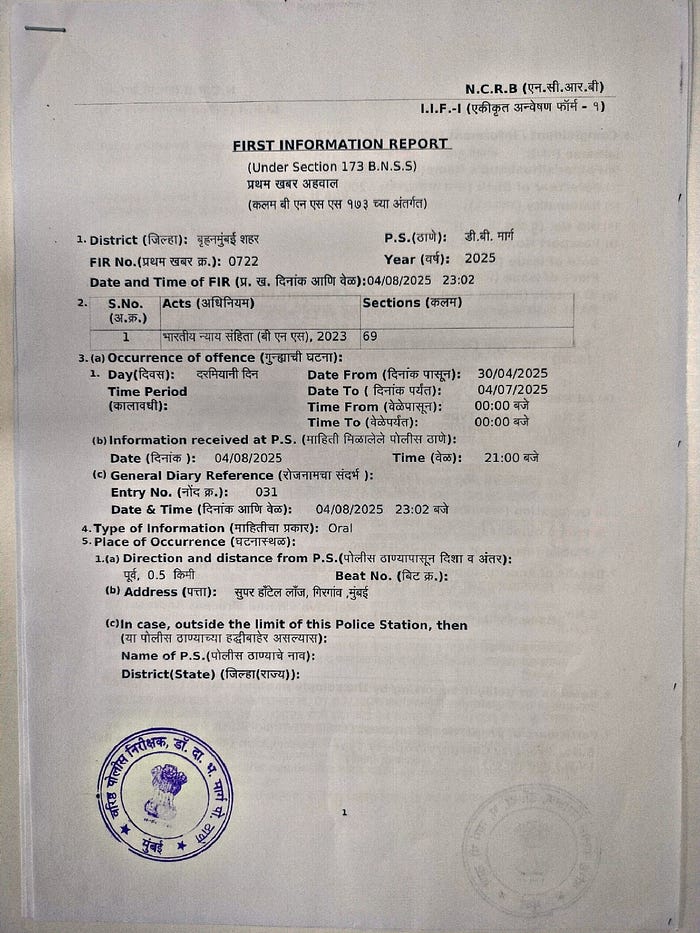 N.C.R.B (एन.सी.आर.बी)
I.I.F.-I (एकीकृत अन्वेषण फॉर्म - १)
FIRST INFORMATION REPORT
(Under Section 173 B.N.S.S)
प्रथम खबर अहवाल
(कलम बी एन एस एस १७३ च्या अंतर्गत)
1. District (जिल्हा): बृहनमुंबई शहर P.S.(ठाणे): डी.बी. मार्ग
FIR No.(प्रथम खबर क्र.): 0722 Year (वर्ष): 2025
Date and Time of FIR (प्र. ख. दिनांक आणि वेळ):04/08/2025 23:02
2. S.No. (अ.क्र.) Acts (अधिनियम) Sections (कलम)
1 भारतीय न्याय संहिता (बी एन एस), 2023 69
3. (a) Occurrence of offence (गुन्ह्याची घटना):
1. Day(दिवस): दरमियानी दिन Date From (दिनांक पासून): 30/04/2025
Time Period Date To ( दिनांक पर्यंत): 04/07/2025
(कालावधी): Time From (वेळेपासून): 00:00 बजे
Time To (वेळेपर्यंत): 00:00 बजे
(b) Information received at P.S. (माहिती मिळालेले पोलीस ठाणे):
Date (दिनांक ): 04/08/2025 Time (वेळ): 21:00 बजे
(c) General Diary Reference (रोजनामचा संदर्भ ):
Entry No. (नोंद क्र.): 031
Date & Time (दिनांक आणि वेळ): 04/08/2025 23:02 बजे
4. Type of Information (माहितीचा प्रकार): Oral
5. Place of Occurrence (घटनास्थळ):
1.(a) Direction and distance from P.S.(पोलीस ठाण्यापासून दिशा व अंतर):
पूर्व, 0.5 किमी Beat No. (बिट क्र.):
(b) Address (पत्ता): सुपर हॉटेल लॉज, गिरगांव ,मुंबई
(c)In case, outside the limit of this Police Station, then
(या पोलीस ठाण्याच्या हद्दीबाहेर असल्यास):
Name of P.S.(पोलीस ठाण्याचे नाव):
District(State) (जिल्हा(राज्य)):
वरिष्ठ पोलीस निरीक्षक, डॉ. दा. भ. मार्ग पो. ठाणे
मुंबई
1